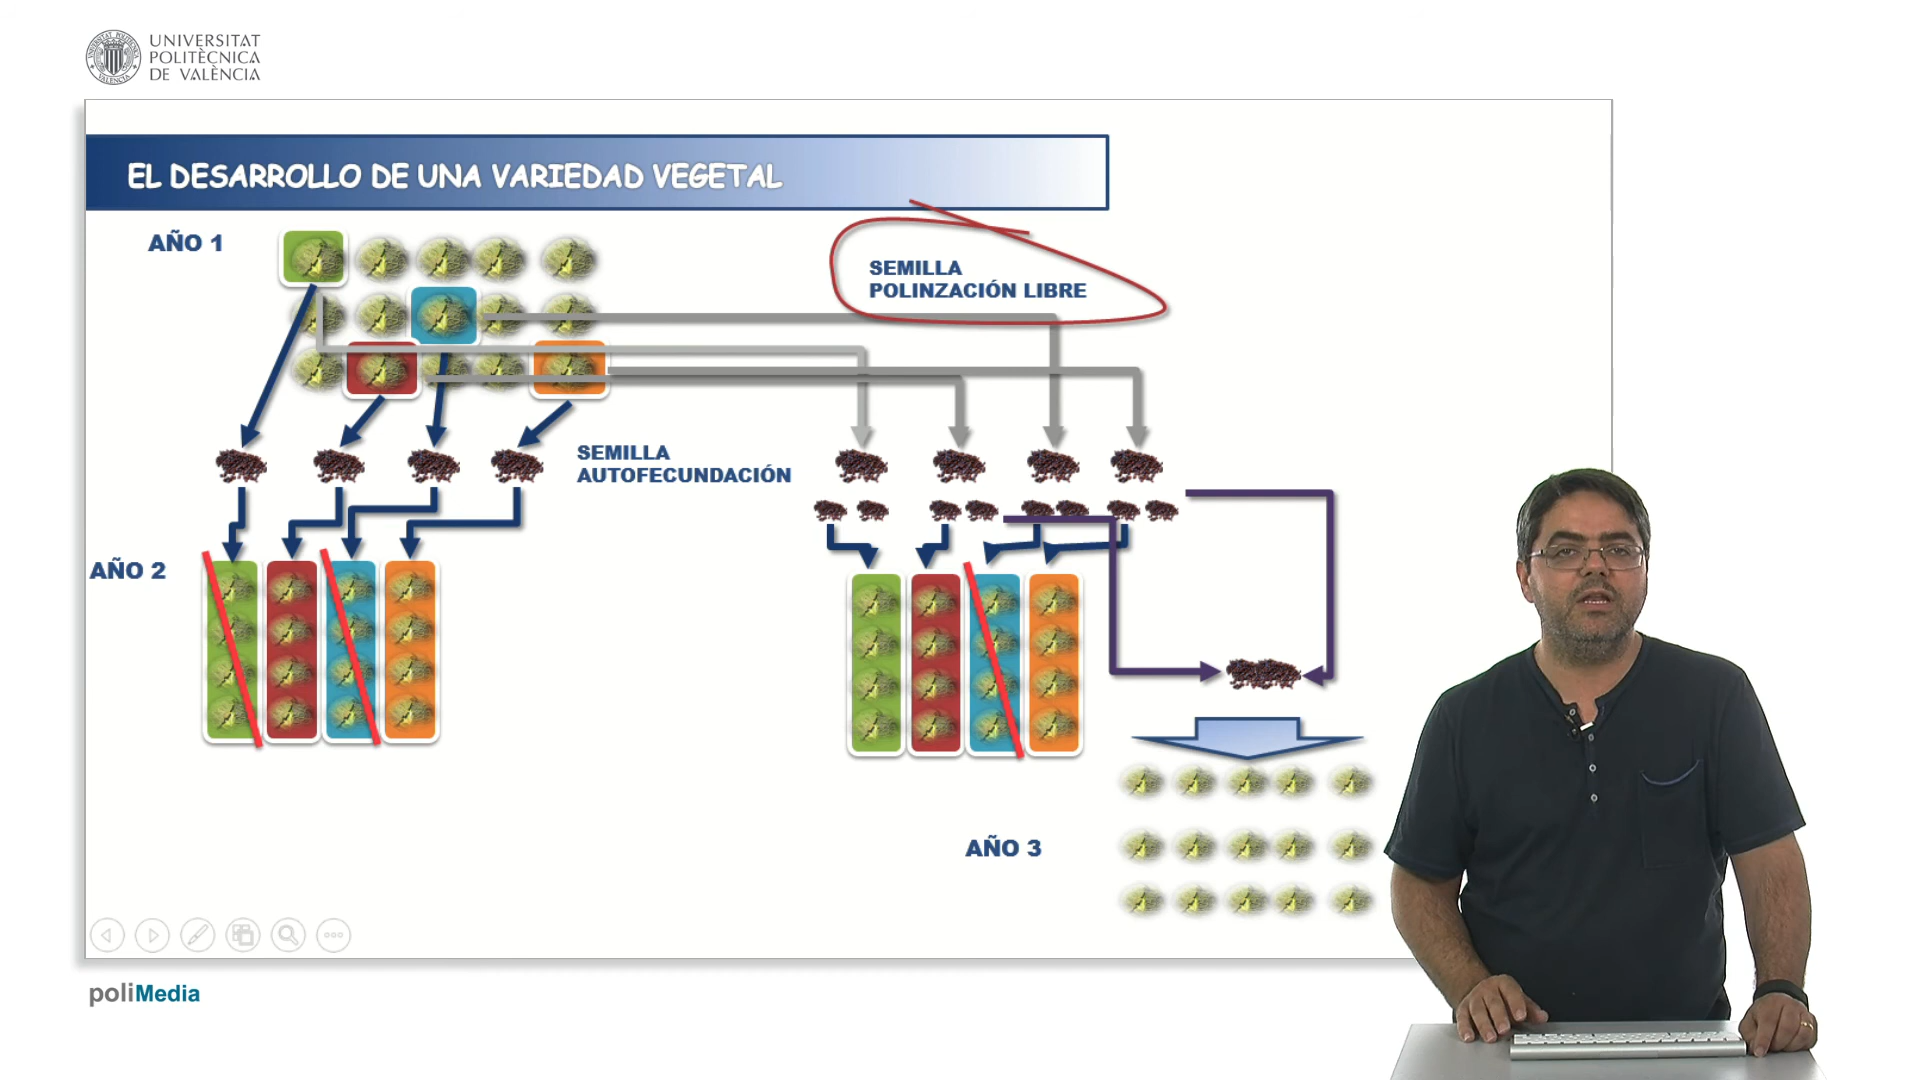 UNIVERSITAT
POLITÈCNICA
DE VALÈNCIA
EL DESARROLLO DE UNA VARIEDAD VEGETAL
AÑO 1
SEMILLA
POLINZACIÓN LIBRE
SEMILLA
AUTOFECUNDACIÓN
AÑO 2
AÑO 3
poliMedia